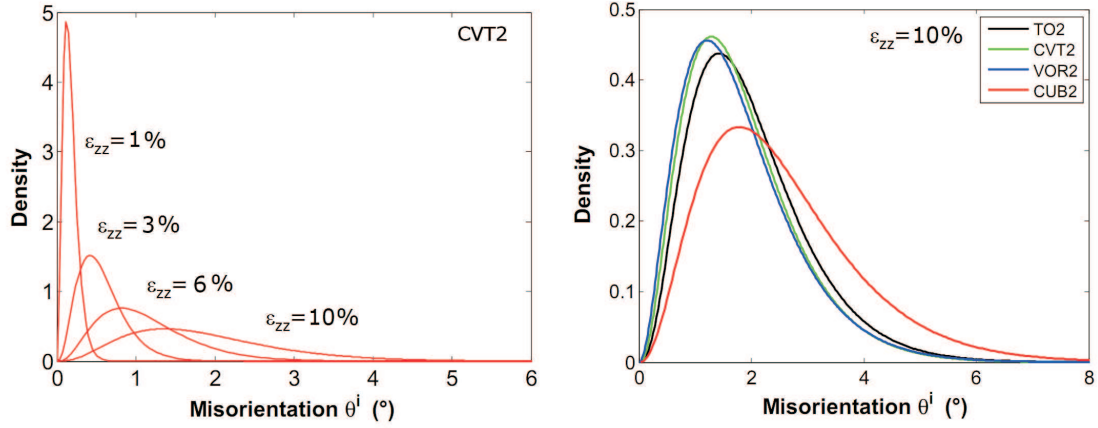 CVT2
5
4
3
2
1
0
Density
ε_zz=1%
ε_zz=3%
ε_zz=6%
ε_zz=10%
0 1 2 3 4 5 6
Misorientation θ^i (°)
ε_zz=10%
TO2
CVT2
VOR2
CUB2
0.5
0.4
0.3
0.2
0.1
0
Density
0 2 4 6 8
Misorientation θ^i (°)